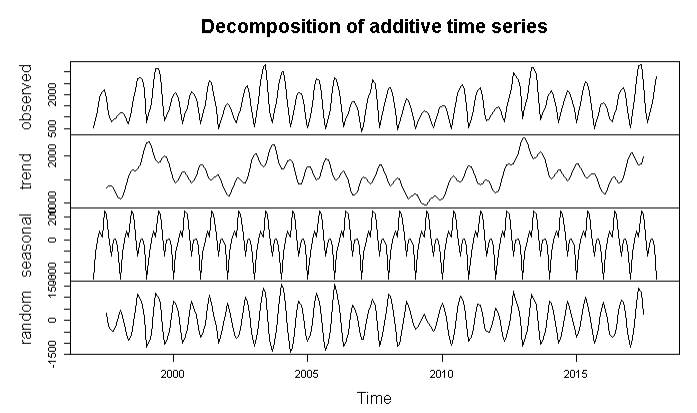 Decomposition of additive time series
observed
2000
500
trend
2000
seasonal
0
random
0
-1500
2000
2005
2010
2015
Time